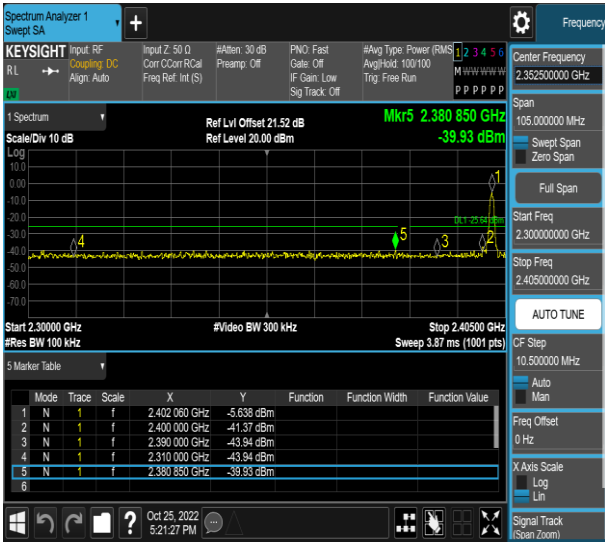 Spectrum Analyzer 1
Swept SA
Frequency
KEYSIGHT
RL
Input: RF
Coupling: DC
Align: Auto
Input Z: 50 Ω
Corr CCorr RCal
Freq Ref: Int (S)
#Atten: 30 dB
Preamp: Off
PNO: Fast
Gate: Off
IF Gain: Low
Sig Track: Off
#Avg Type: Power (RMS
Avg|Hold: 100/100
Trig: Free Run
1 2 3 4 5 6
M W W W W W
P P P P P P
1 Spectrum
Scale/Div 10 dB
Ref Lvl Offset 21.52 dB
Ref Level 20.00 dBm
Mkr5 2.380 850 GHz
-39.93 dBm
Log
10.0
0.00
-10.0
-20.0
-30.0
-40.0
-50.0
-60.0
-70.0
DL1 -25.64 dBm
1
2
3
4
5
Start 2.30000 GHz
#Res BW 100 kHz
#Video BW 300 kHz
Stop 2.40500 GHz
Sweep 3.87 ms (1001 pts)
5 Marker Table
Mode Trace Scale X Y Function Function Width Function Value
1 N 1 f 2.402 060 GHz -5.638 dBm
2 N 1 f 2.400 000 GHz -41.37 dBm
3 N 1 f 2.390 000 GHz -43.94 dBm
4 N 1 f 2.310 000 GHz -43.94 dBm
5 N 1 f 2.380 850 GHz -39.93 dBm
6
Oct 25, 2022
5:21:27 PM
?
Center Frequency
2.352500000 GHz
Span
105.000000 MHz
Swept Span
Zero Span
Full Span
Start Freq
2.300000000 GHz
Stop Freq
2.405000000 GHz
AUTO TUNE
CF Step
10.500000 MHz
Auto
Man
Freq Offset
0 Hz
X Axis Scale
Log
Lin
Signal Track
(Span Zoom)